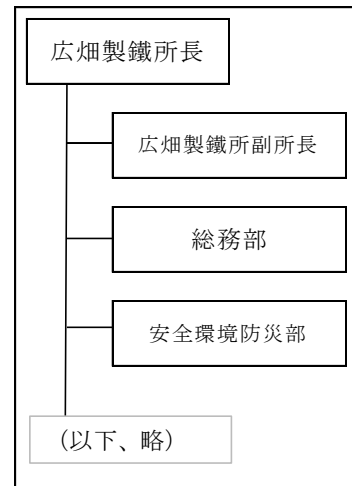 広畑製鐵所長
広畑製鐵所副所長
総務部
安全環境防災部
(以下、略)